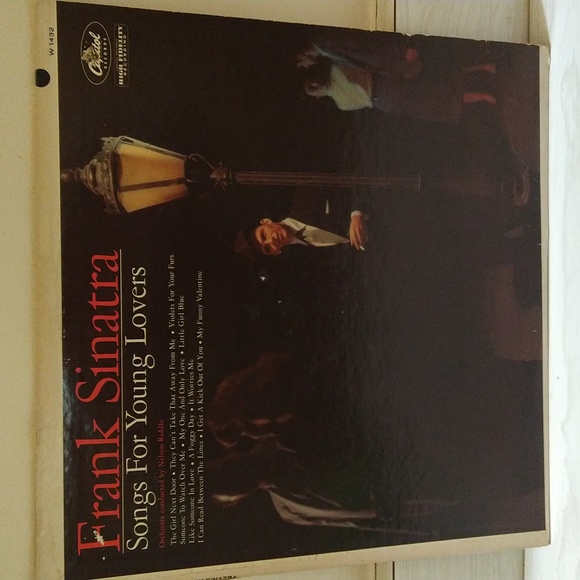 W 1432
Capitol
RECORDS
HIGH FIDELITY
RECORDING
Frank Sinatra
Songs For Young Lovers
Orchestra conducted by Nelson Riddle
The Girl Next Door • They Can't Take That Away From Me • Violets For Your Furs
Someone To Watch Over Me • My One And Only Love • Little Girl Blue
Like Someone In Love • A Foggy Day • It Worries Me
I Can Read Between The Lines • I Get A Kick Out Of You • My Funny Valentine
SINATRA